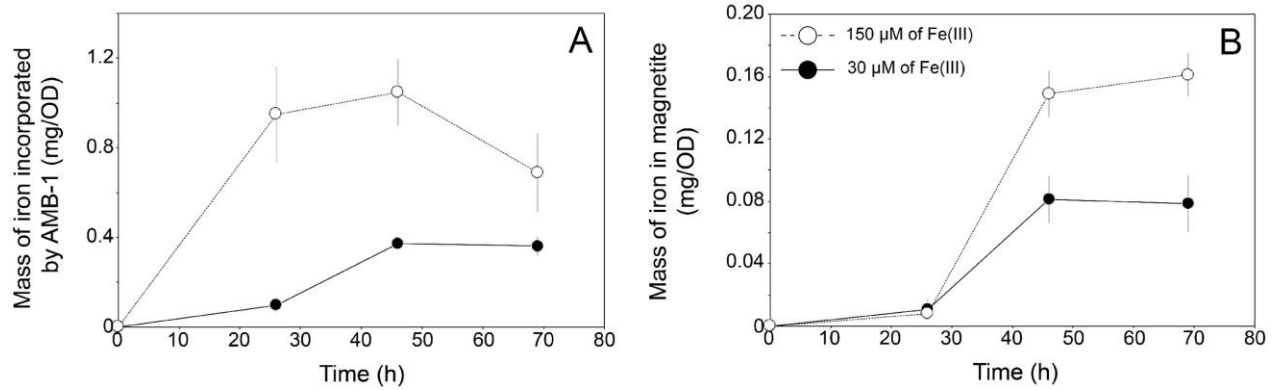 A
Mass of iron incorporated
by AMB-1 (mg/OD)
1.2
0.8
0.4
0
0 10 20 30 40 50 60 70 80
Time (h)
B
150 µM of Fe(III)
30 µM of Fe(III)
Mass of iron in magnetite
(mg/OD)
0.20
0.16
0.12
0.08
0.04
0
0 10 20 30 40 50 60 70 80
Time (h)